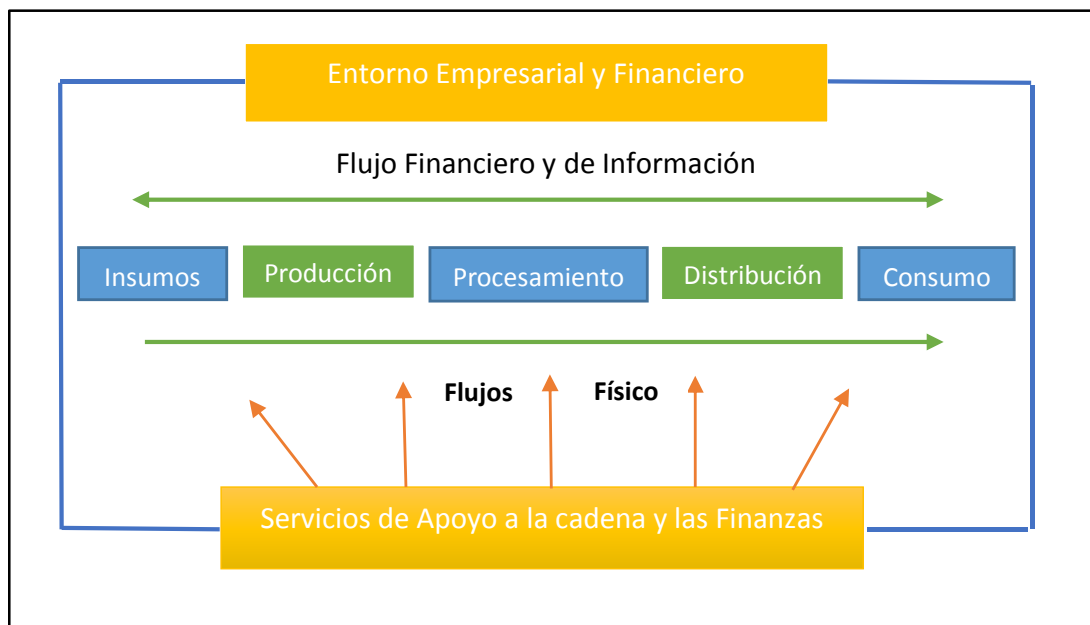 Entorno Empresarial y Financiero
Flujo Financiero y de Información
Insumos
Producción
Procesamiento
Distribución
Consumo
Flujos Físico
Servicios de Apoyo a la cadena y las Finanzas